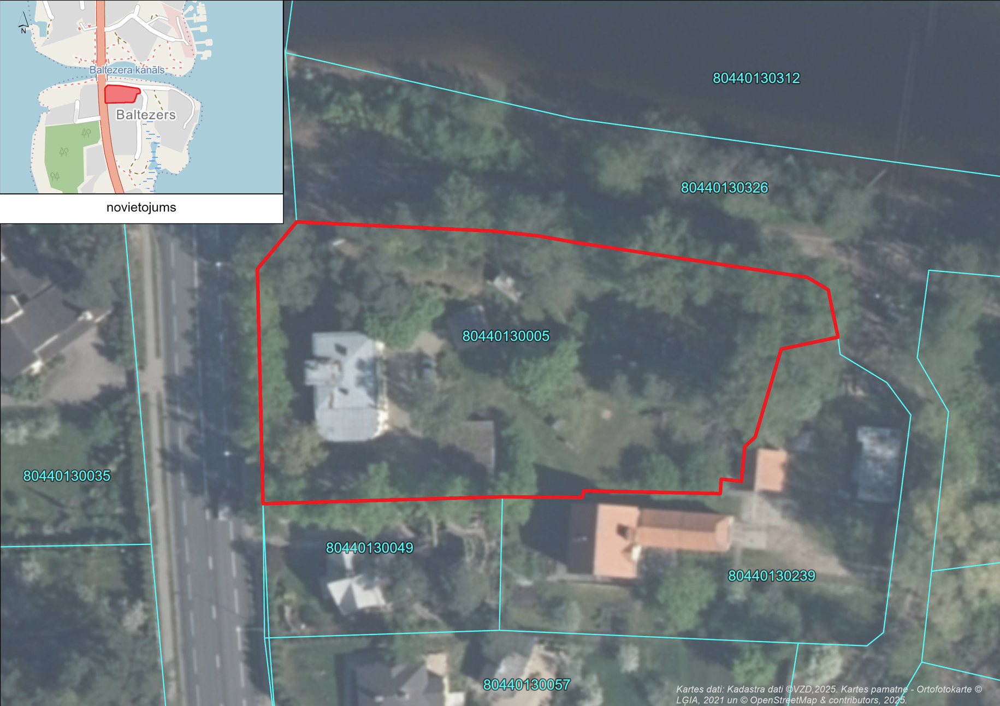 N
Baltezera kanāls
Baltezers
novietojums
80440130312
80440130326
80440130005
80440130035
80440130049
80440130239
80440130057
Kartes dati: Kadastra dati ©VZD,2025. Kartes pamatne - Ortofotokarte ©
LĢIA, 2021 un © OpenStreetMap & contributors, 2025.